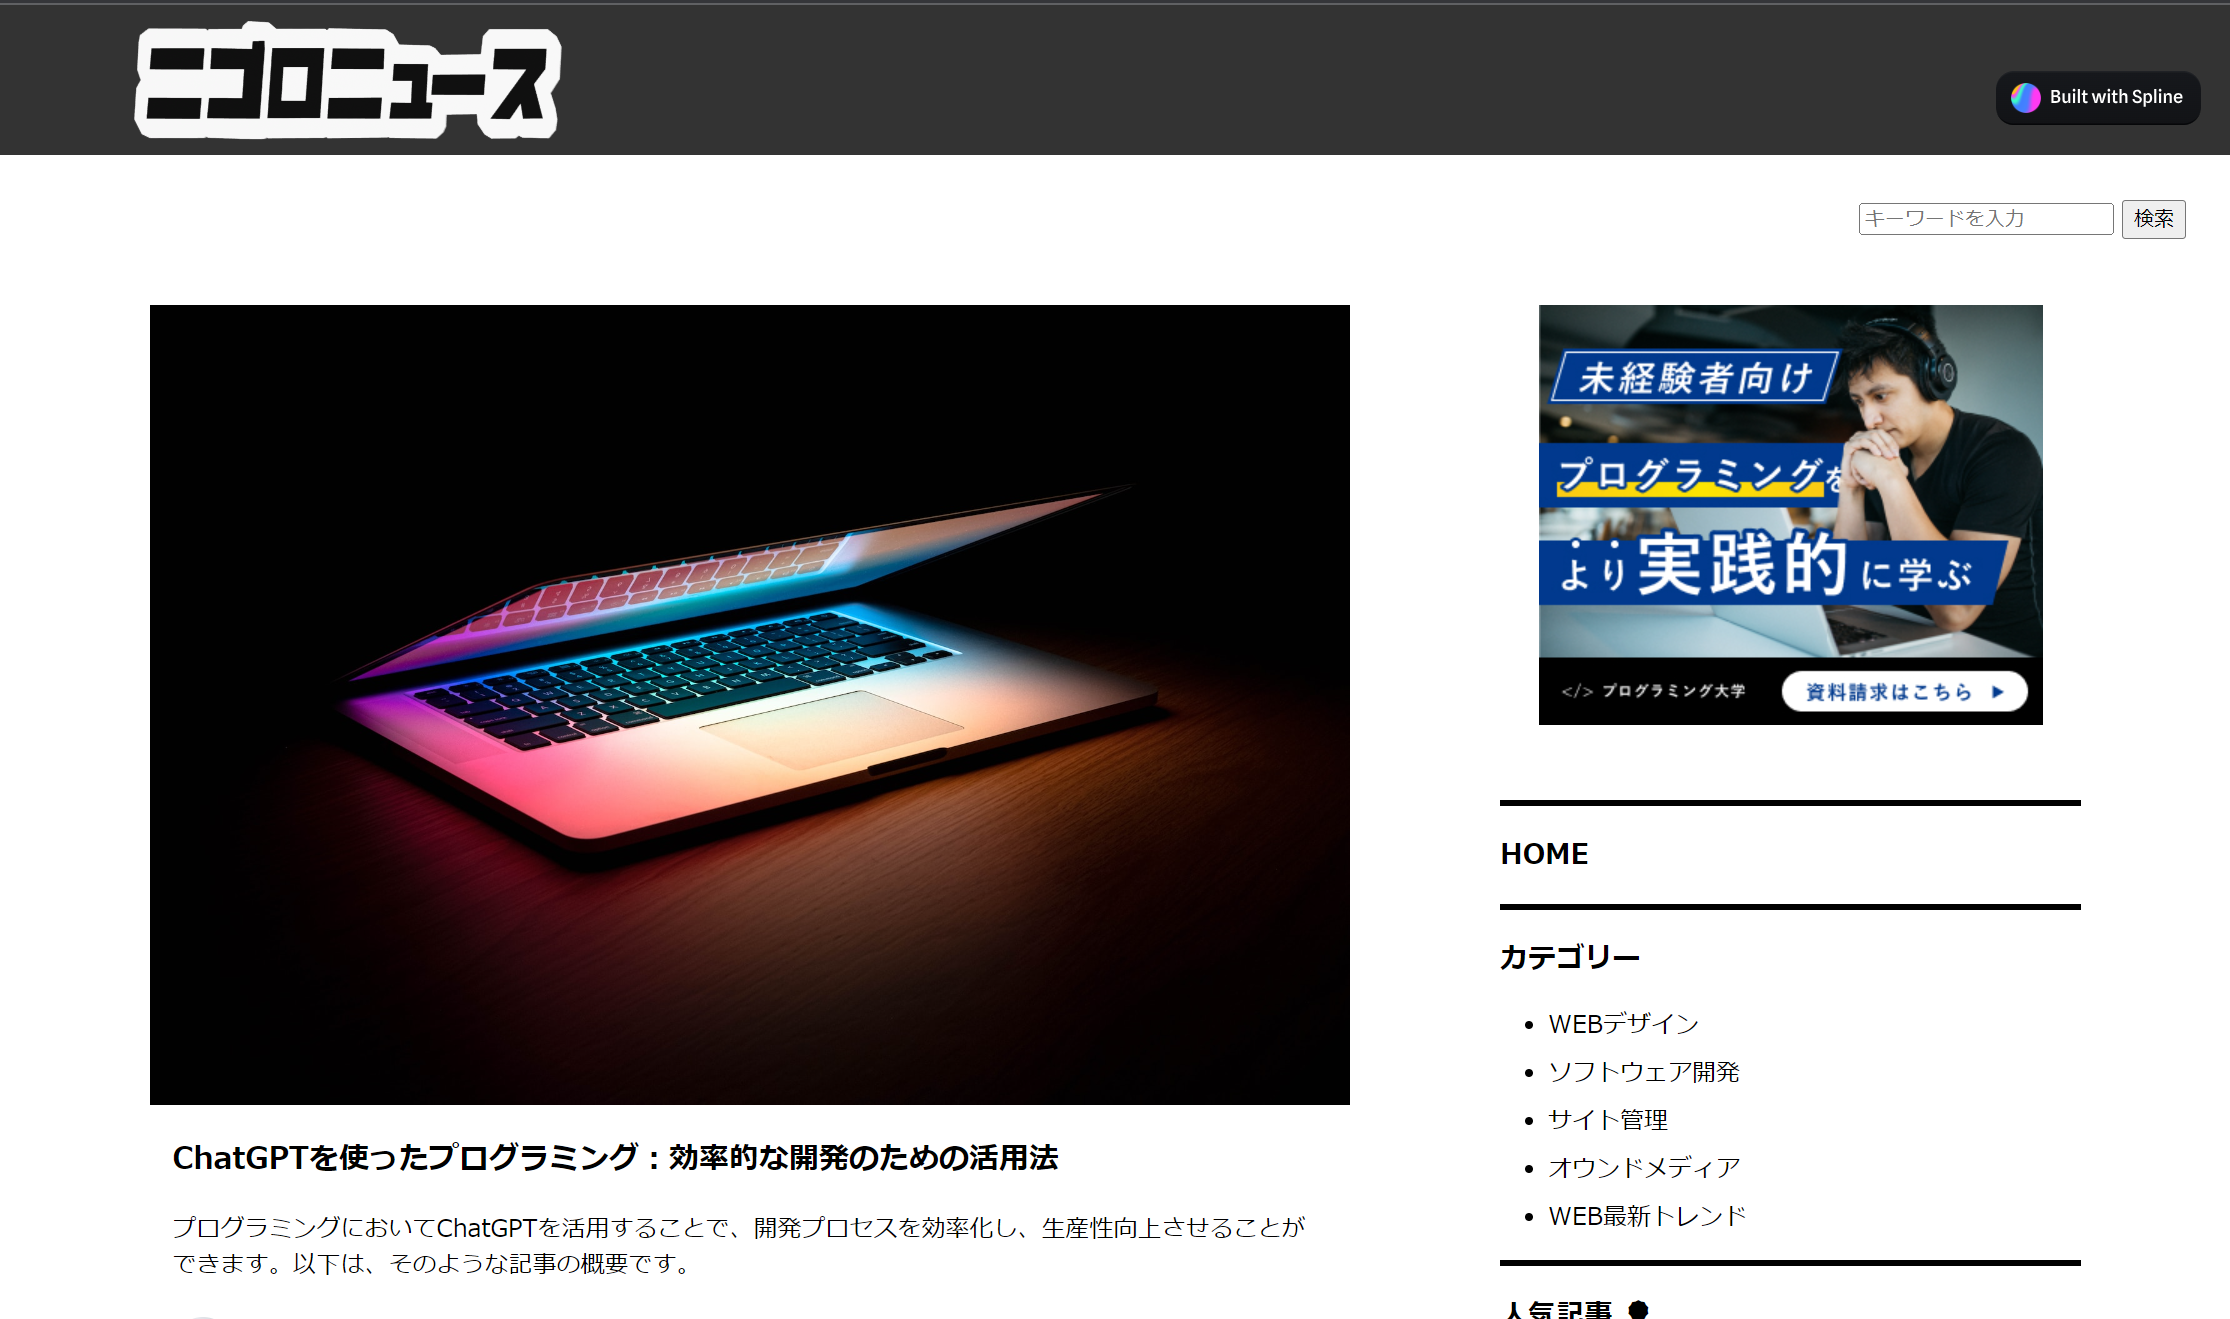 ニゴロニュース
Built with Spline
キーワードを入力
検索
未経験者向け
プログラミングを
より実践的に学ぶ
</> プログラミング大学
資料請求はこちら ▶
HOME
カテゴリー
• WEBデザイン
• ソフトウェア開発
• サイト管理
• オウンドメディア
• WEB最新トレンド
人気記事
ChatGPTを使ったプログラミング：効率的な開発のための活用法
プログラミングにおいてChatGPTを活用することで、開発プロセスを効率化し、生産性向上させることが
できます。以下は、そのような記事の概要です。